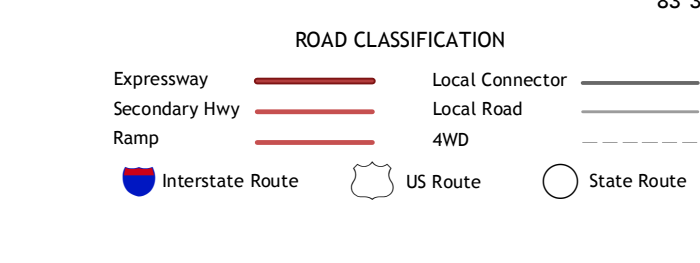 ROAD CLASSIFICATION
Expressway
Secondary Hwy
Ramp
Local Connector
Local Road
4WD
Interstate Route
US Route
State Route